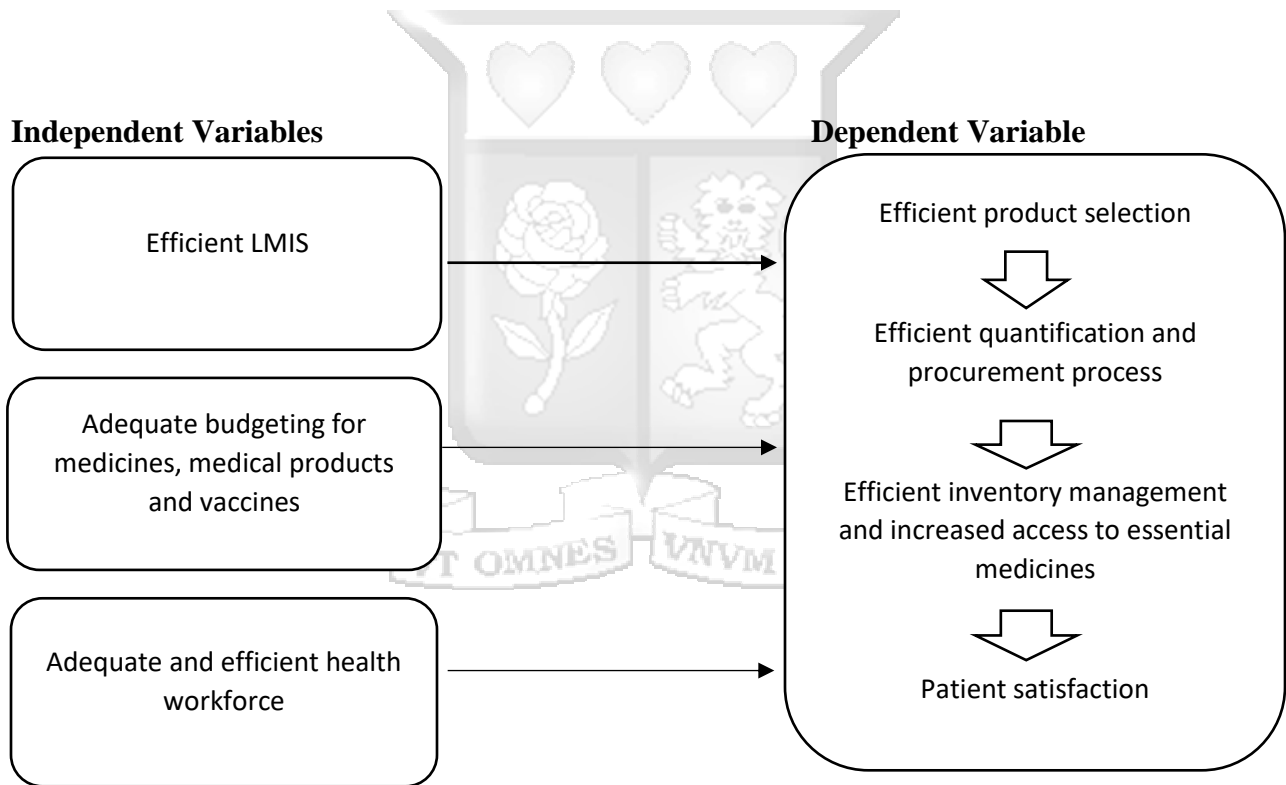 Independent Variables
Efficient LMIS
Adequate budgeting for
medicines, medical products
and vaccines
Adequate and efficient health
workforce
Dependent Variable
Efficient product selection
Efficient quantification and
procurement process
Efficient inventory management
and increased access to essential
medicines
Patient satisfaction
VT OMNES VNVM